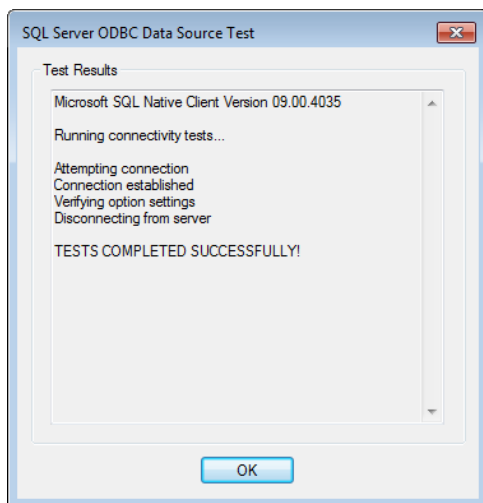 SQL Server ODBC Data Source Test
Test Results
Microsoft SQL Native Client Version 09.00.4035
Running connectivity tests...
Attempting connection
Connection established
Verifying option settings
Disconnecting from server
TESTS COMPLETED SUCCESSFULLY!
OK